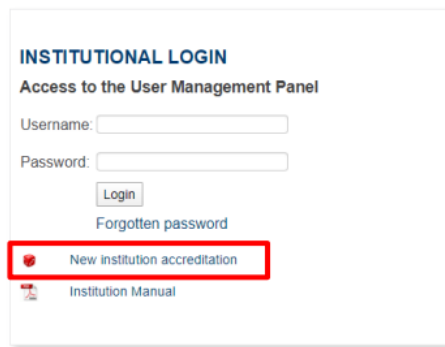 INSTITUTIONAL LOGIN
Access to the User Management Panel
Username:
Password:
Login
Forgotten password
New institution accreditation
Institution Manual